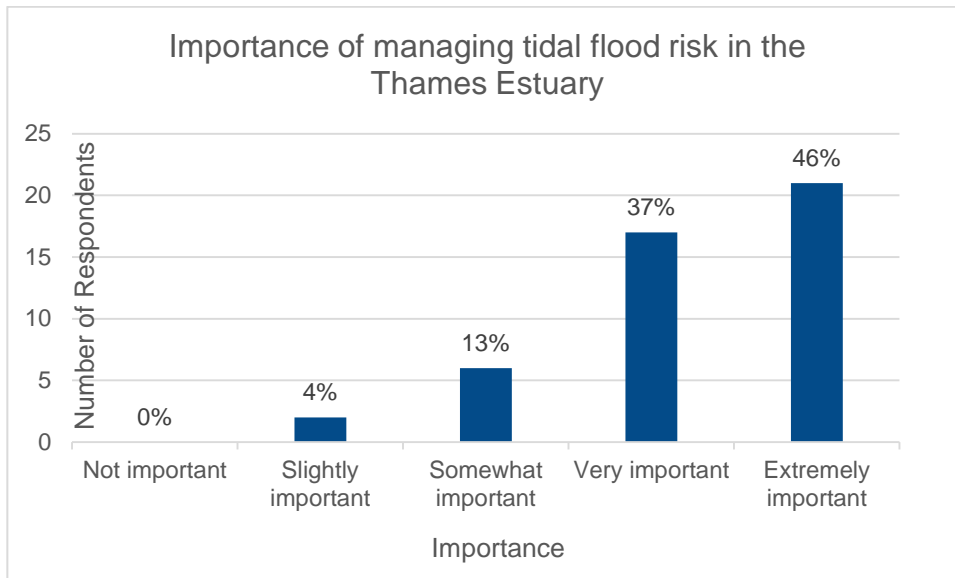 Importance of managing tidal flood risk in the
Thames Estuary
Number of Respondents
25
20
15
10
5
0
0%
4%
13%
37%
46%
Not important
Slightly
important
Somewhat
important
Very important
Extremely
important
Importance